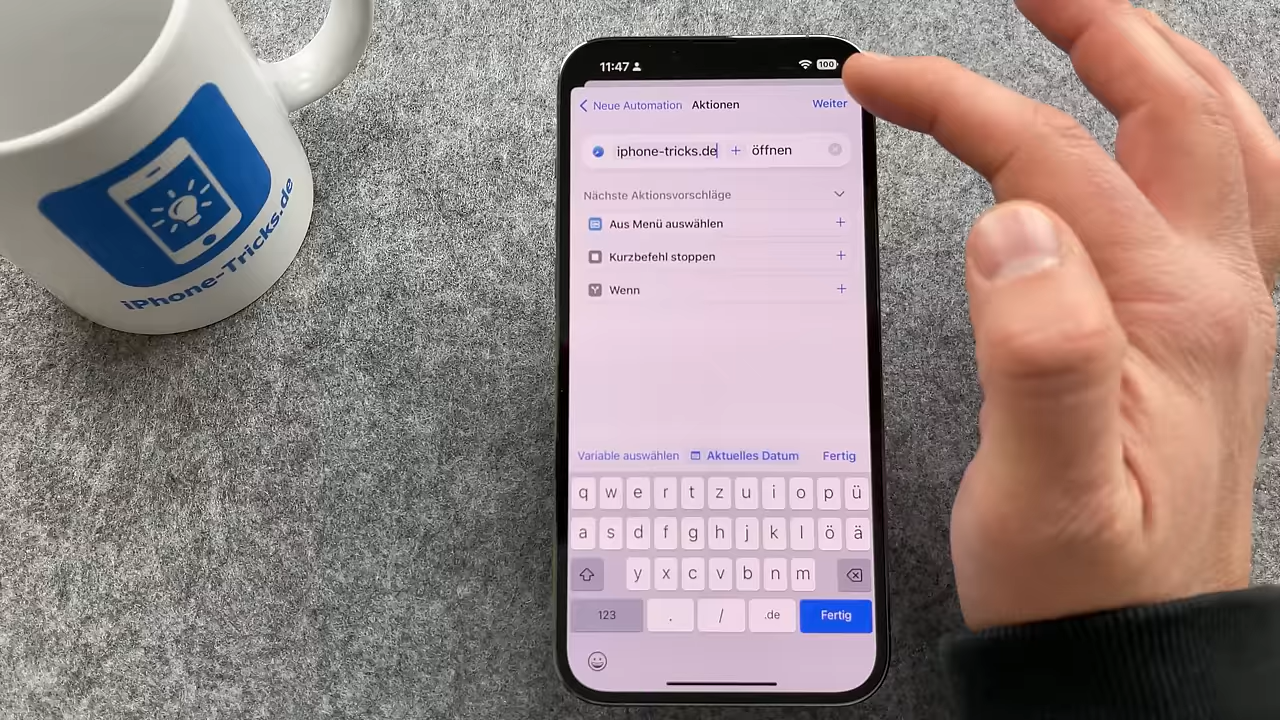 iPhone-Tricks.de
11:47
100
Neue Automation Aktionen Weiter
iphone-tricks.de + öffnen
Nächste Aktionsvorschläge
Aus Menü auswählen +
Kurzbefehl stoppen +
Wenn +
Variable auswählen Aktuelles Datum Fertig
q w e r t z u i o p ü
a s d f g h j k l ö ä
y x c v b n m
123 . / .de Fertig